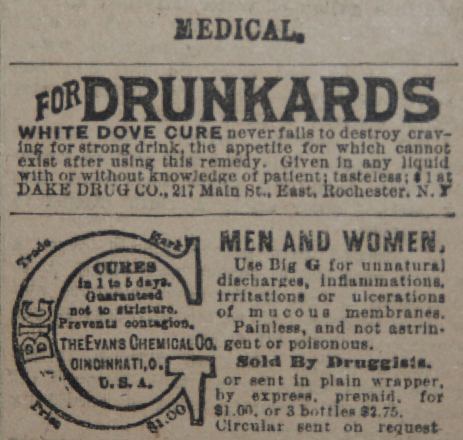 MEDICAL.
FOR DRUNKARDS
WHITE DOVE CURE never fails to destroy crav-
ing for strong drink, the appetite for which cannot
exist after using this remedy. Given in any liquid
with or without knowledge of patient; tasteless; $1 at
DAKE DRUG CO., 217 Main St., East, Rochester, N. Y
Trade Mark
BIG G
CURES
in 1 to 5 days.
Guaranteed
not to stricture.
Prevents contagion.
THE EVANS CHEMICAL CO.
CINCINNATI, O.
U. S. A.
Price $1.00
MEN AND WOMEN.
Use Big G for unnatural
discharges, inflammations,
irritations or ulcerations
of mucous membranes.
Painless, and not astrin-
gent or poisonous.
Sold By Druggists.
or sent in plain wrapper,
by express, prepaid, for
$1.00, or 3 bottles $2.75.
Circular sent on request